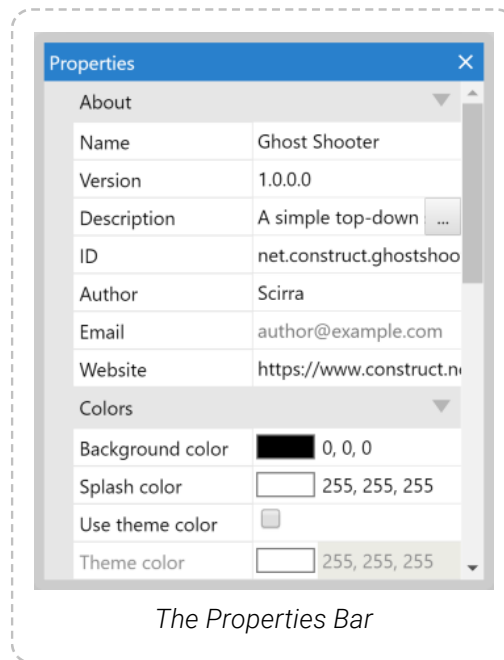 Properties
About
Name Ghost Shooter
Version 1.0.0.0
Description A simple top-down ...
ID net.construct.ghostshoo
Author Scirra
Email author@example.com
Website https://www.construct.ne
Colors
Background color 0, 0, 0
Splash color 255, 255, 255
Use theme color
Theme color 255, 255, 255
The Properties Bar